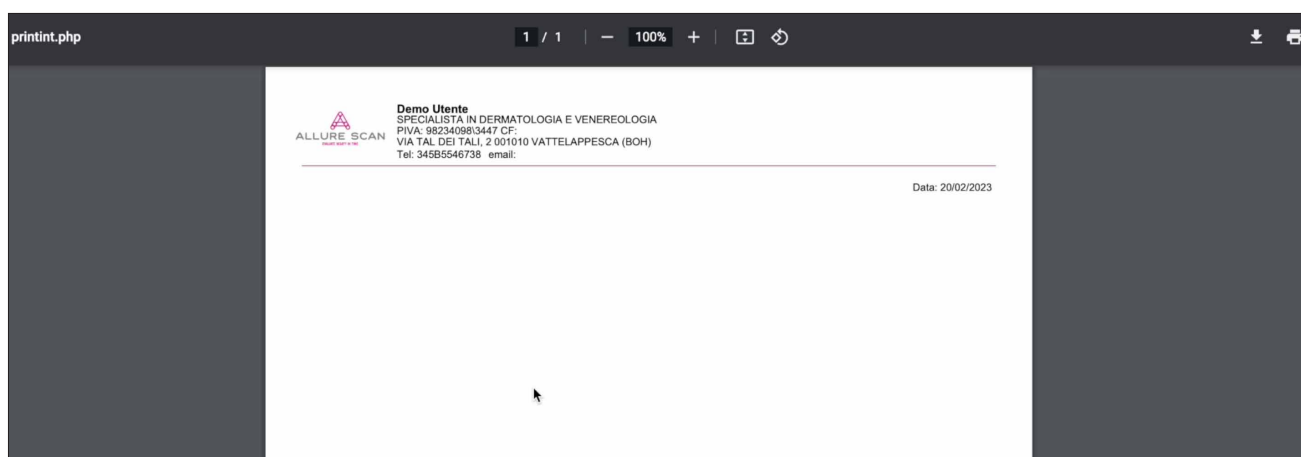 printint.php
1 / 1
100%
ALLURE SCAN
Demo Utente
SPECIALISTA IN DERMATOLOGIA E VENEREOLOGIA
PIVA: 98234098\3447 CF:
VIA TAL DEI TALI, 2 001010 VATTELAPPESCA (BOH)
Tel: 345B5546738 email:
Data: 20/02/2023